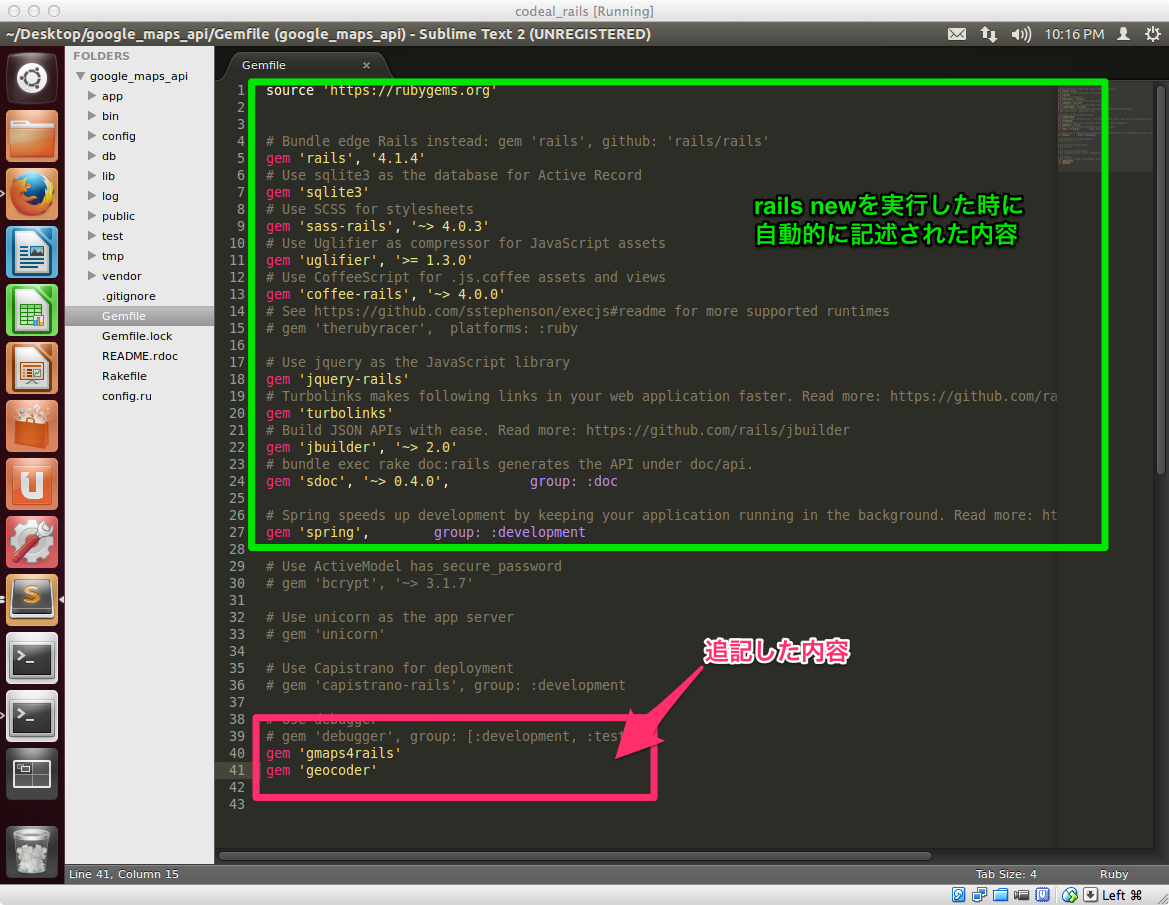 codeal_rails [Running]
~/Desktop/google_maps_api/Gemfile (google_maps_api) - Sublime Text 2 (UNREGISTERED)
10:16 PM
FOLDERS
google_maps_api
app
bin
config
db
lib
log
public
test
tmp
vendor
.gitignore
Gemfile
Gemfile.lock
README.rdoc
Rakefile
config.ru
Gemfile ×
1 source 'https://rubygems.org'
2
3
4 # Bundle edge Rails instead: gem 'rails', github: 'rails/rails'
5 gem 'rails', '4.1.4'
6 # Use sqlite3 as the database for Active Record
7 gem 'sqlite3'
8 # Use SCSS for stylesheets
9 gem 'sass-rails', '~> 4.0.3'
10 # Use Uglifier as compressor for JavaScript assets
11 gem 'uglifier', '>= 1.3.0'
12 # Use CoffeeScript for .js.coffee assets and views
13 gem 'coffee-rails', '~> 4.0.0'
14 # See https://github.com/sstephenson/execjs#readme for more supported runtimes
15 # gem 'therubyracer',  platforms: :ruby
16
17 # Use jquery as the JavaScript library
18 gem 'jquery-rails'
19 # Turbolinks makes following links in your web application faster. Read more: https://github.com/ra
20 gem 'turbolinks'
21 # Build JSON APIs with ease. Read more: https://github.com/rails/jbuilder
22 gem 'jbuilder', '~> 2.0'
23 # bundle exec rake doc:rails generates the API under doc/api.
24 gem 'sdoc', '~> 0.4.0',          group: :doc
25
26 # Spring speeds up development by keeping your application running in the background. Read more: ht
27 gem 'spring',        group: :development
28
29 # Use ActiveModel has_secure_password
30 # gem 'bcrypt', '~> 3.1.7'
31
32 # Use unicorn as the app server
33 # gem 'unicorn'
34
35 # Use Capistrano for deployment
36 # gem 'capistrano-rails', group: :development
37
38 # Use debugger
39 # gem 'debugger', group: [:development, :test
40 gem 'gmaps4rails'
41 gem 'geocoder'
42
43
rails newを実行した時に
自動的に記述された内容
追記した内容
Line 41, Column 15
Tab Size: 4
Ruby
Left ⌘